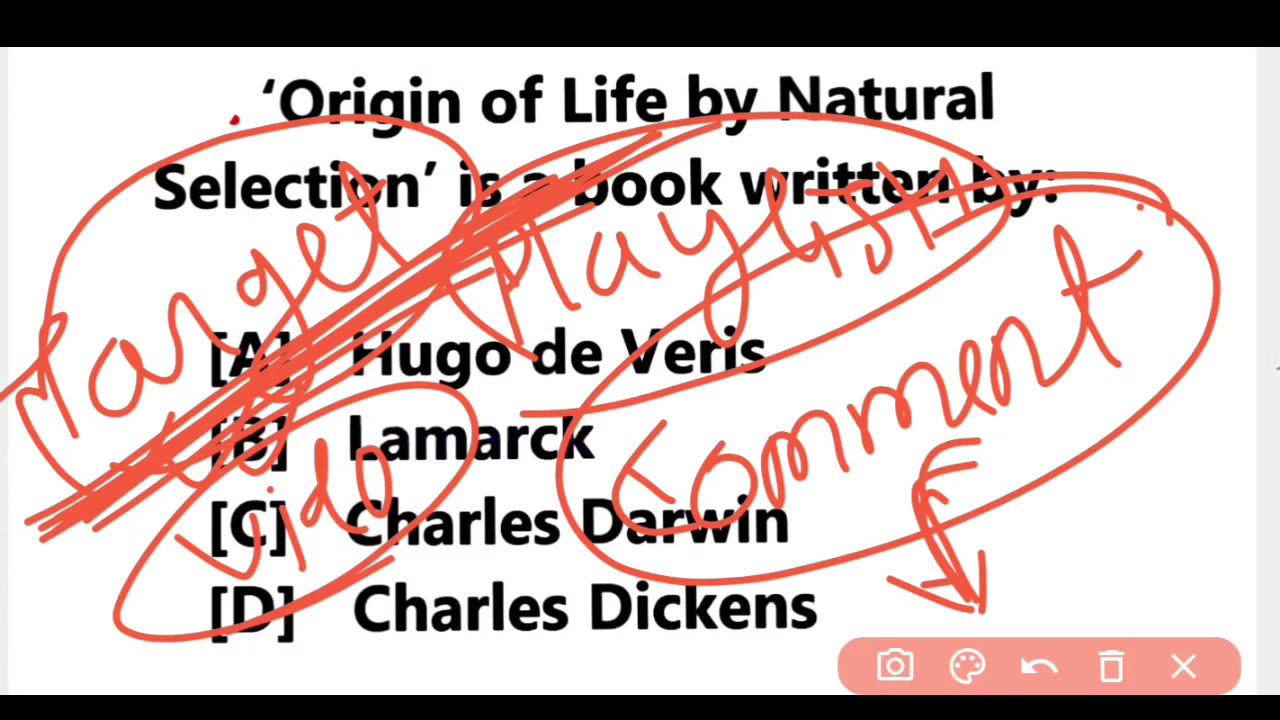 ‘Origin of Life by Natural
Selection’ is a book written by:
Target
Playlist
[A] Hugo de Veris
Comment
[B] Lamarck
Vido
[C] Charles Darwin
[D] Charles Dickens